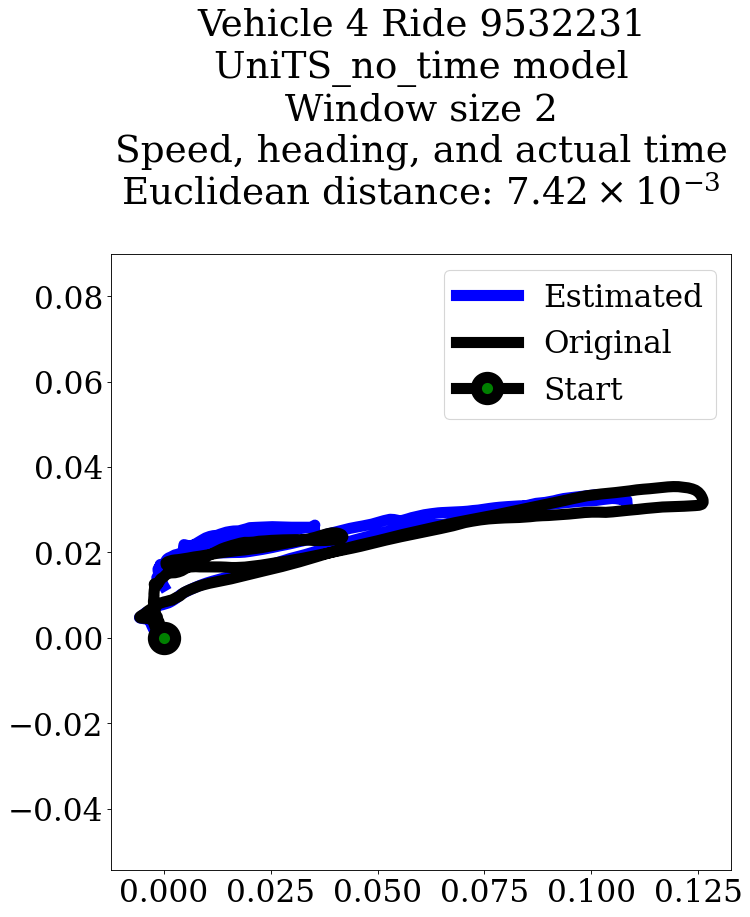 Vehicle 4 Ride 9532231
UniTS_no_time model
Window size 2
Speed, heading, and actual time
Euclidean distance: 7.42 × 10⁻³
Estimated
Original
Start
0.08
0.06
0.04
0.02
0.00
−0.02
−0.04
0.000 0.025 0.050 0.075 0.100 0.125